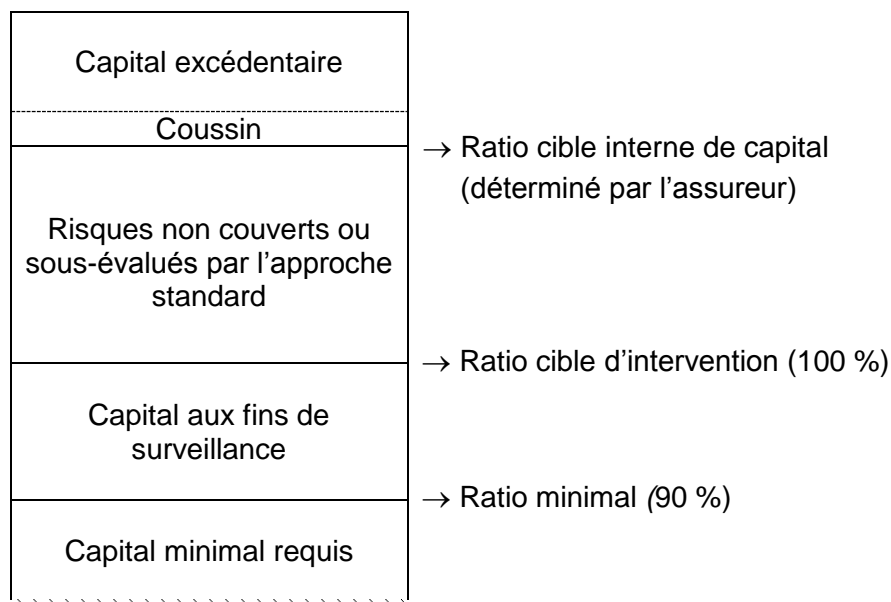 Capital excédentaire
Coussin
→ Ratio cible interne de capital
(déterminé par l’assureur)
Risques non couverts ou
sous-évalués par l’approche
standard
→ Ratio cible d’intervention (100 %)
Capital aux fins de
surveillance
→ Ratio minimal (90 %)
Capital minimal requis